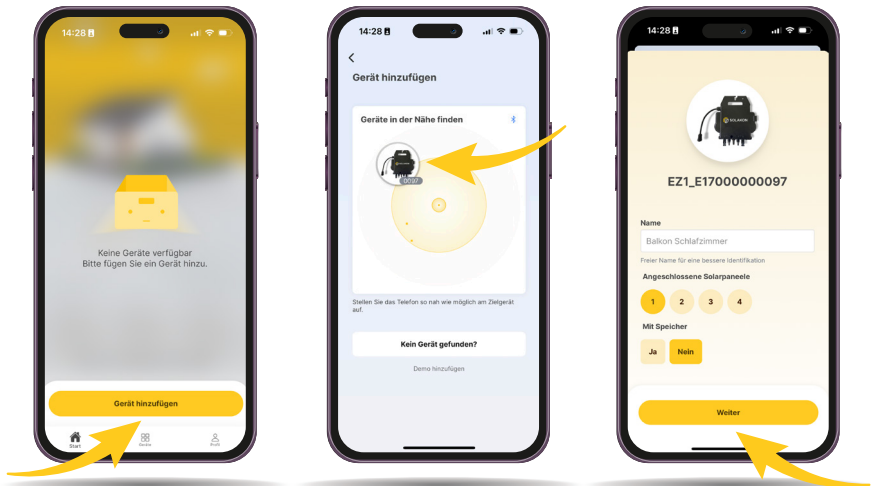 14:28
Keine Geräte verfügbar
Bitte fügen Sie ein Gerät hinzu.
Gerät hinzufügen
Start
Profil
14:28
Gerät hinzufügen
Geräte in der Nähe finden
0097
Stellen Sie das Telefon so nah wie möglich am Zielgerät
auf.
Kein Gerät gefunden?
Demo hinzufügen
14:28
SOLAKON
EZ1_E17000000097
Name
Balkon Schlafzimmer
Freier Name für eine bessere Identifikation
Angeschlossene Solarpaneele
1 2 3 4
Mit Speicher
Ja Nein
Weiter